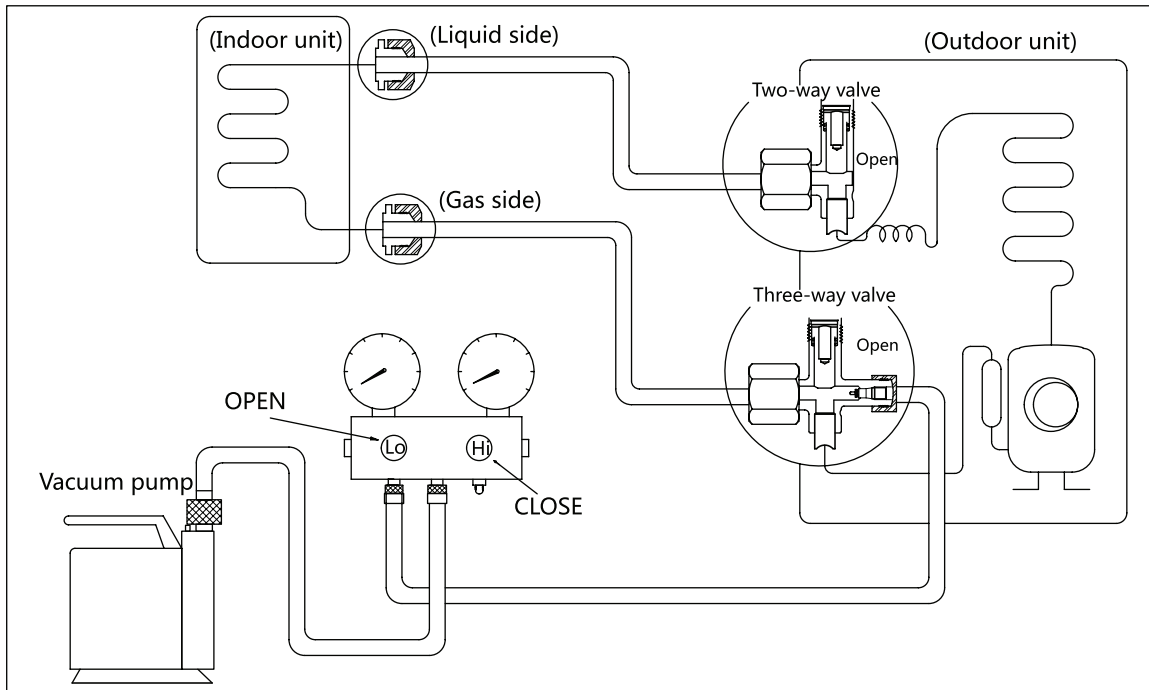 (Indoor unit)
(Liquid side)
(Outdoor unit)
Two-way valve
Open
(Gas side)
Three-way valve
Open
OPEN
Lo
Hi
CLOSE
Vacuum pump